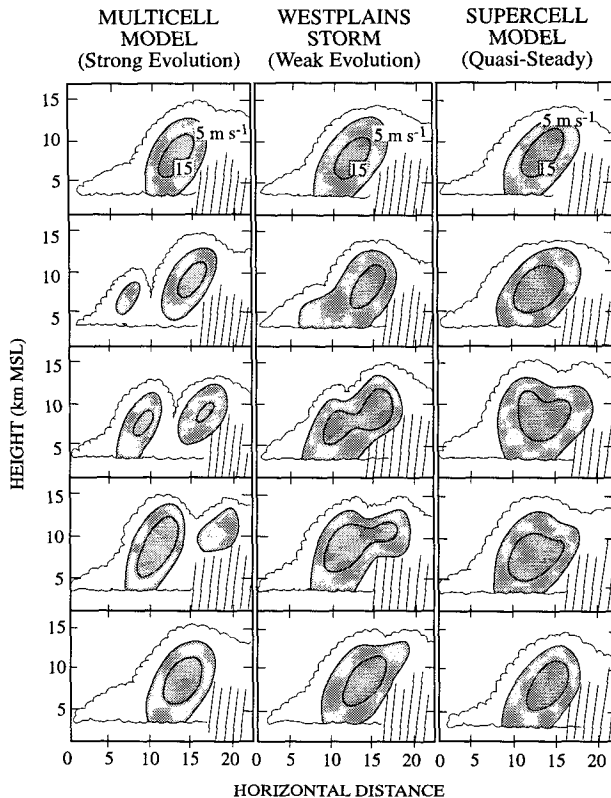 MULTICELL MODEL (Strong Evolution)
WESTPLAINS STORM (Weak Evolution)
SUPERCELL MODEL (Quasi-Steady)
HEIGHT (km MSL)
15
10
5
5 m s⁻¹
15
5 m s⁻¹
15
5 m s⁻¹
15
15
10
5
15
10
5
15
10
5
15
10
5
0 5 10 15 20 0 5 10 15 20 0 5 10 15 20
HORIZONTAL DISTANCE